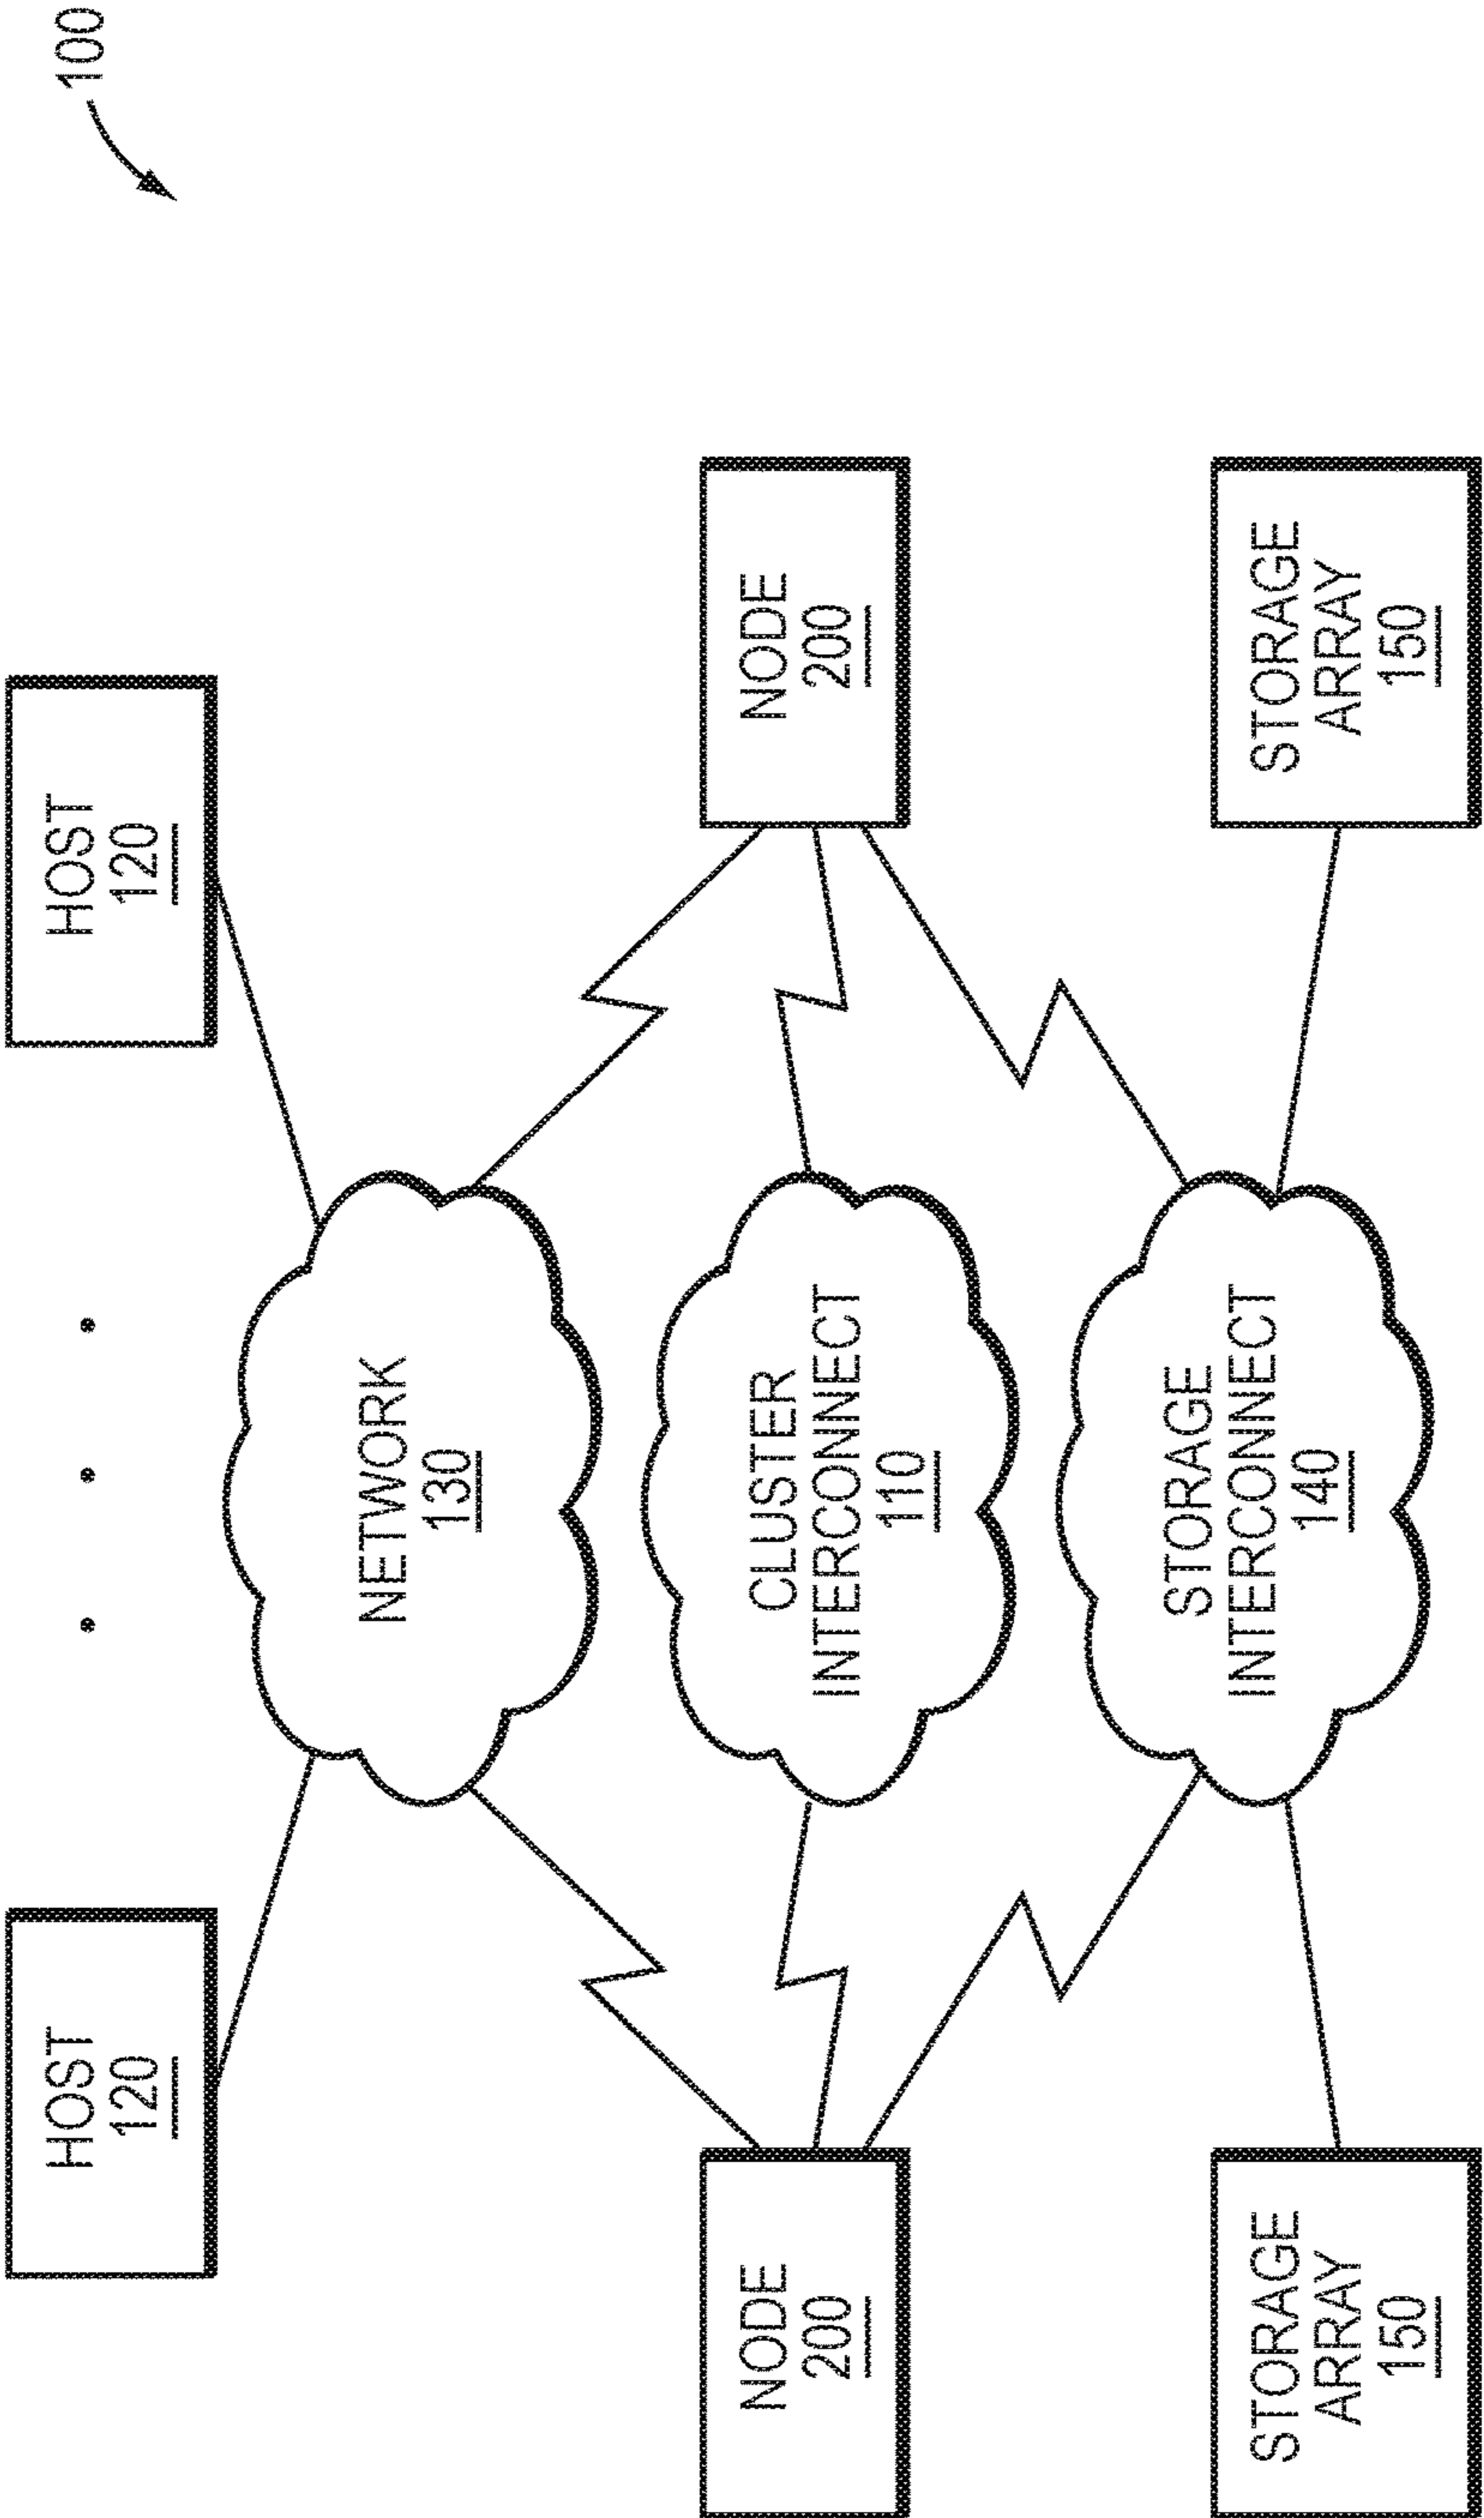 HOST
120
HOST
120
100
NETWORK
130
NODE
200
CLUSTER
INTERCONNECT
110
NODE
200
STORAGE
INTERCONNECT
140
STORAGE
ARRAY
150
STORAGE
ARRAY
150